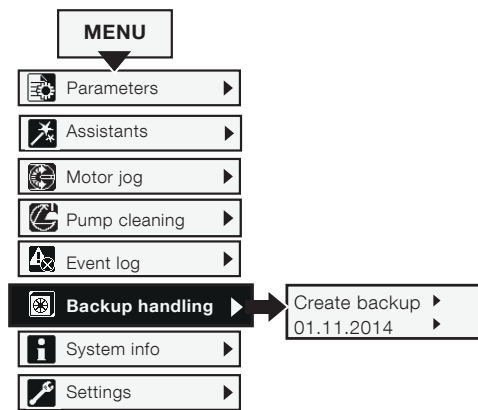 MENU
Parameters
Assistants
Motor jog
Pump cleaning
Event log
Backup handling
Create backup
01.11.2014
System info
Settings